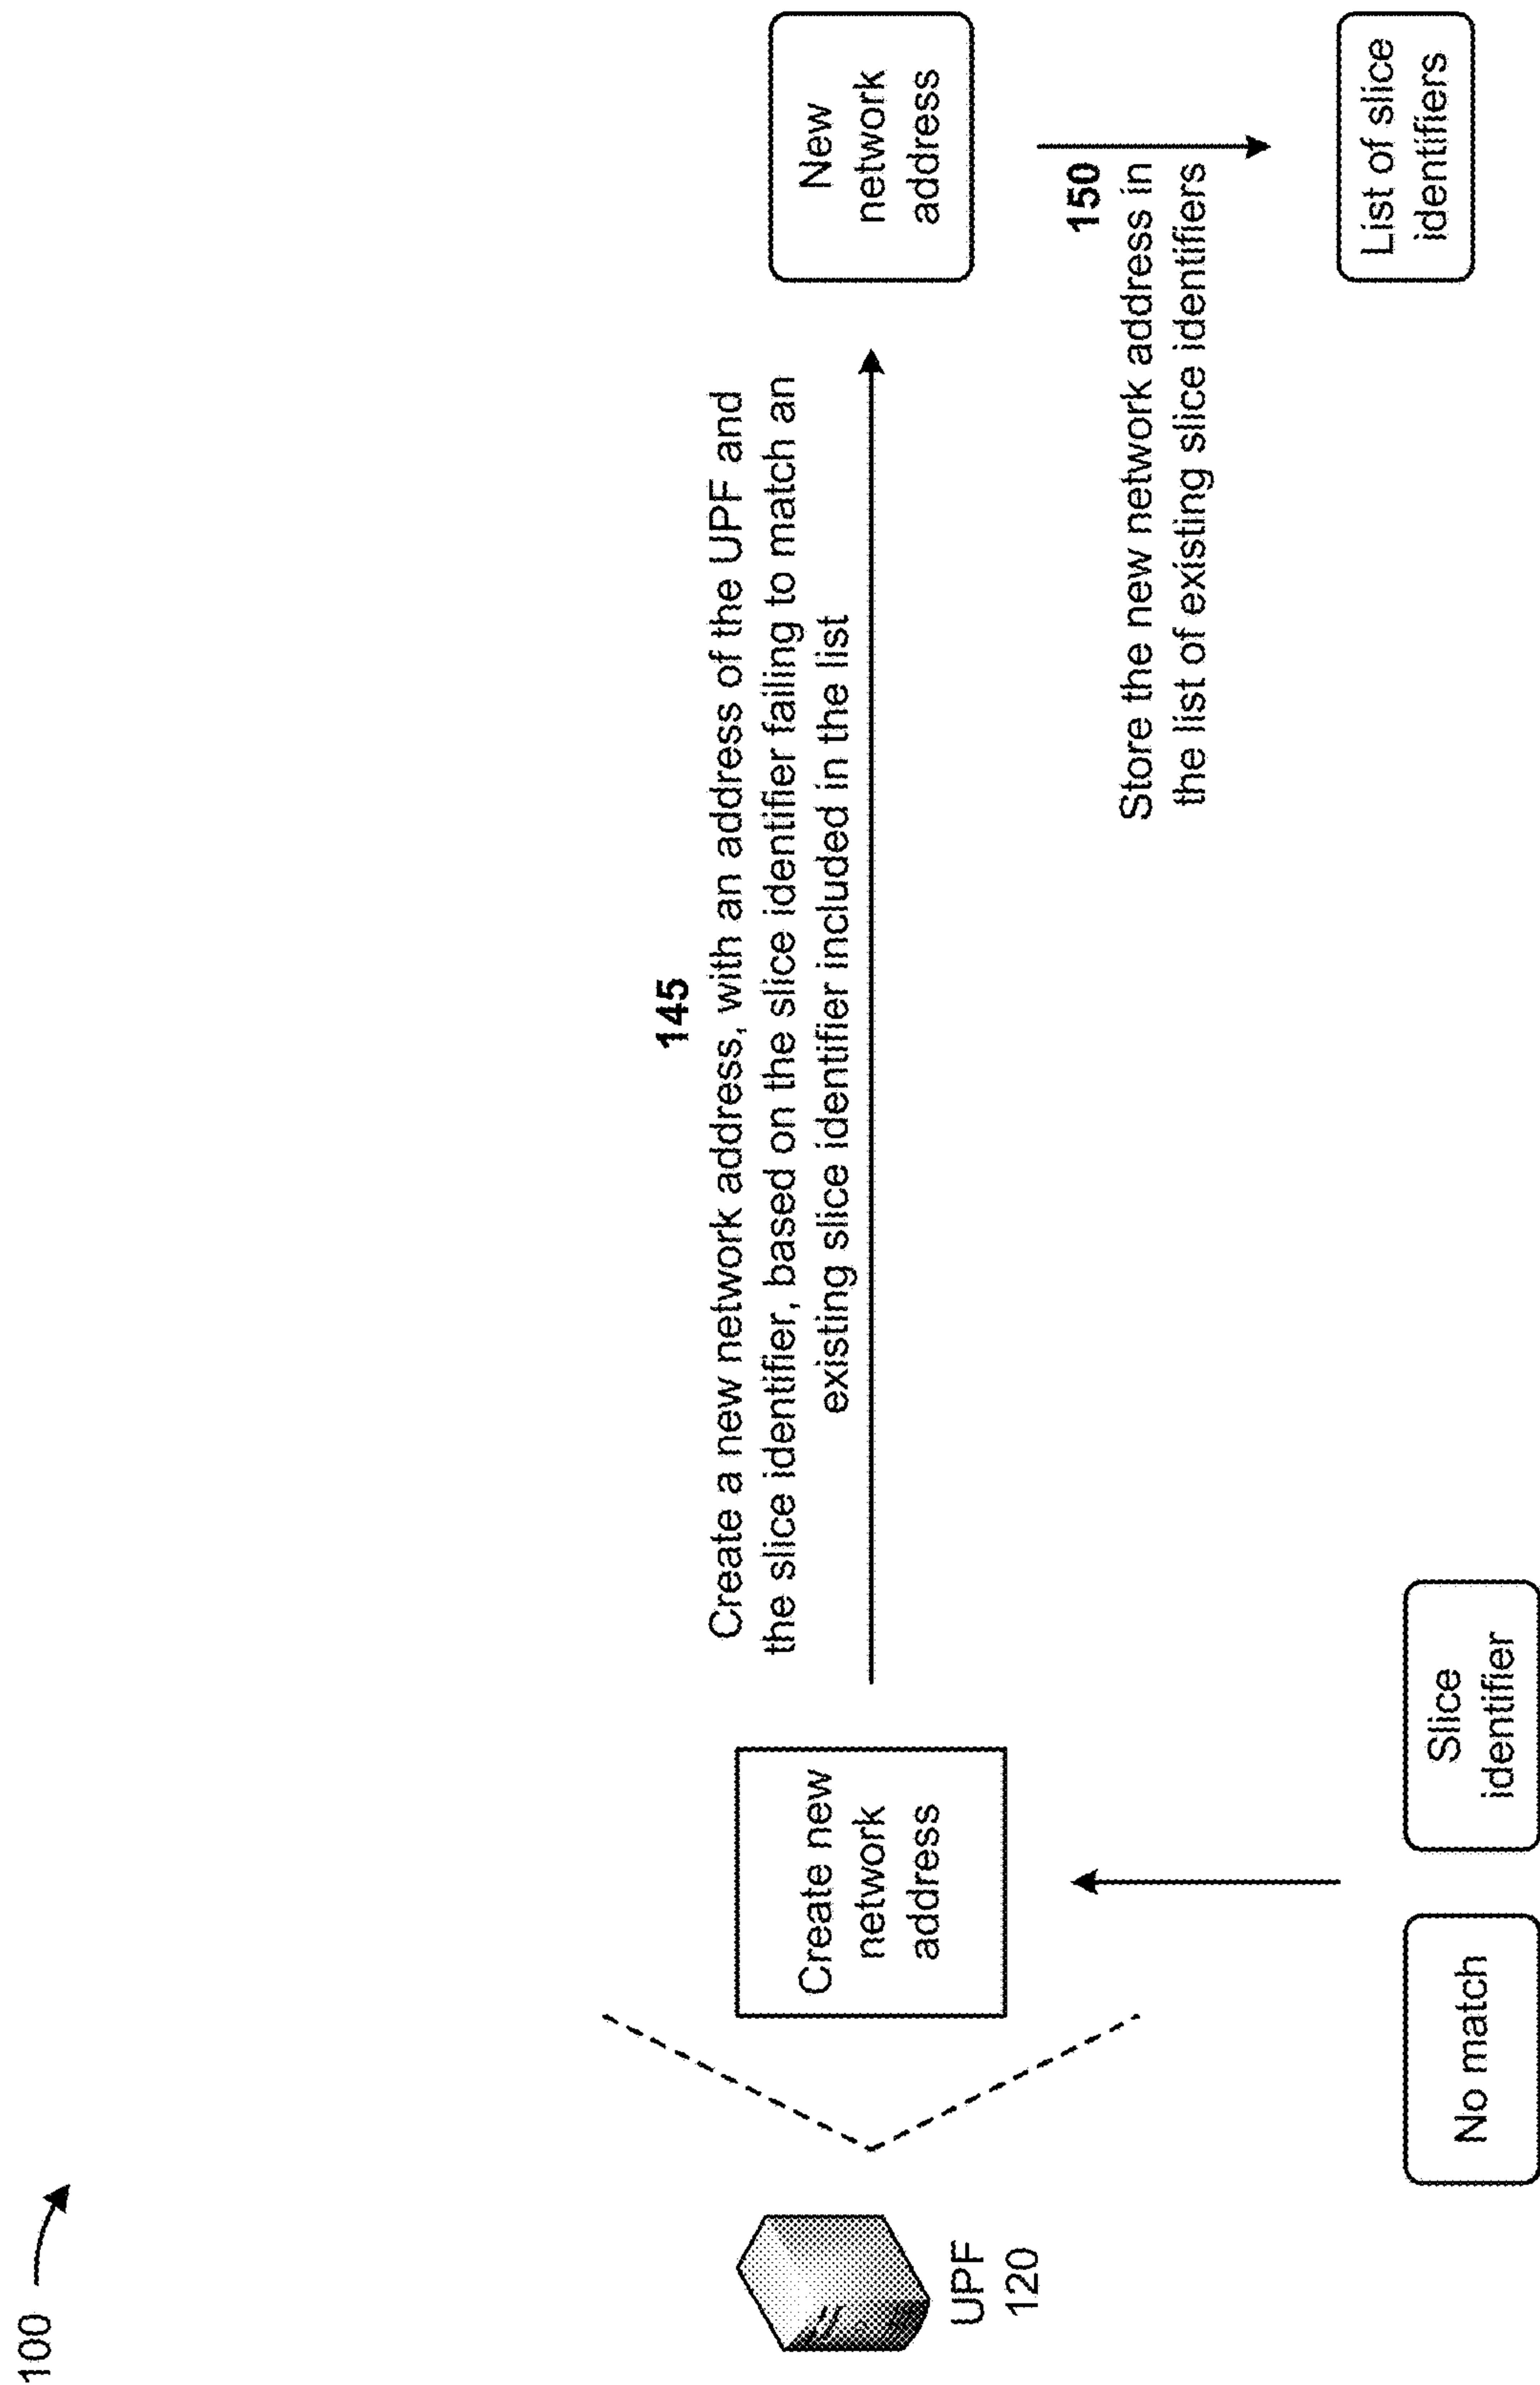 100
145
Create a new network address, with an address of the UPF and
the slice identifier, based on the slice identifier failing to match an
existing slice identifier included in the list
Create new
network
address
New
network
address
UPF
120
150
Store the new network address in
the list of existing slice identifiers
No match
Slice
identifier
List of slice
identifiers